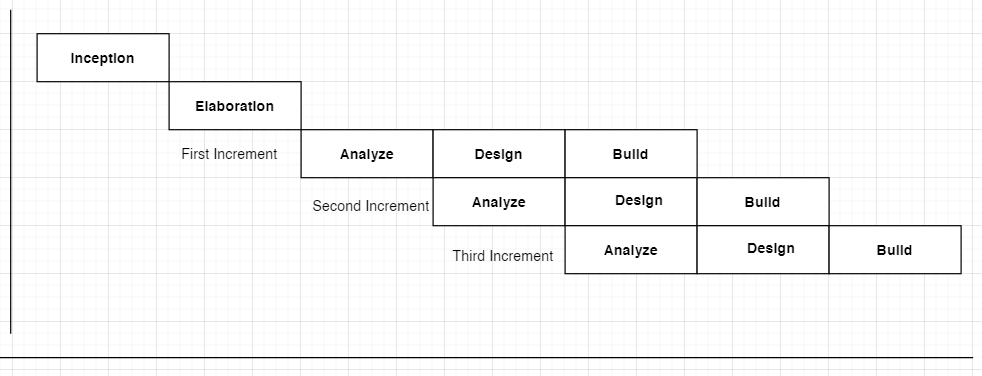 Inception
Elaboration
First Increment
Analyze
Design
Build
Second Increment
Analyze
Design
Build
Third Increment
Analyze
Design
Build